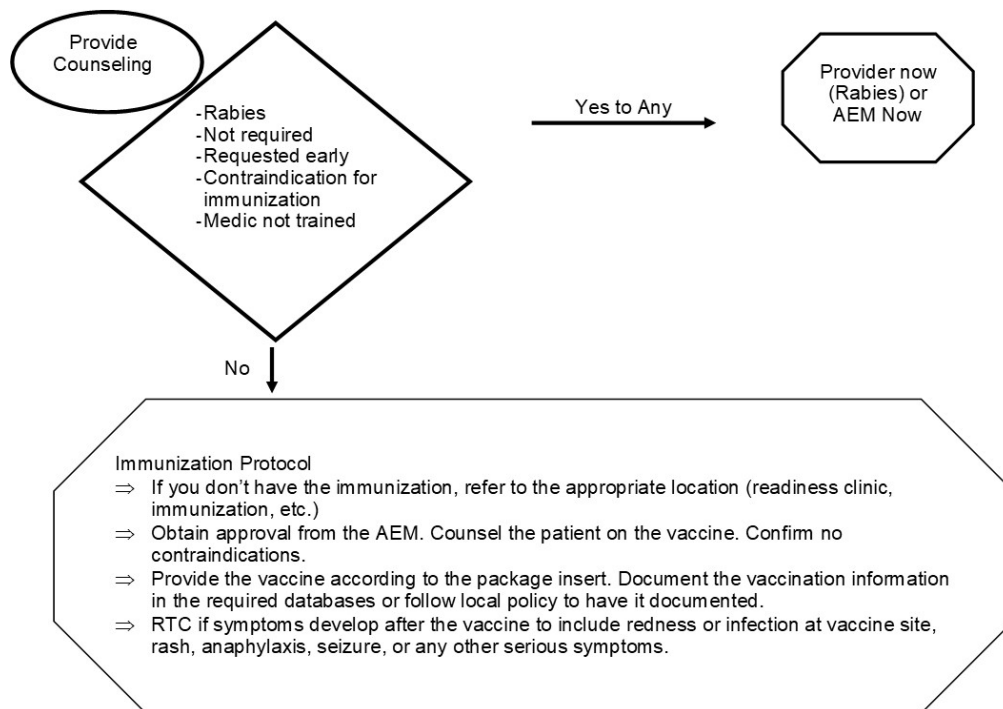 Provide
Counseling
-Rabies
-Not required
-Requested early
-Contraindication for
immunization
-Medic not trained
Yes to Any
Provider now
(Rabies) or
AEM Now
No
Immunization Protocol
⇒ If you don’t have the immunization, refer to the appropriate location (readiness clinic,
immunization, etc.)
⇒ Obtain approval from the AEM. Counsel the patient on the vaccine. Confirm no
contraindications.
⇒ Provide the vaccine according to the package insert. Document the vaccination information
in the required databases or follow local policy to have it documented.
⇒ RTC if symptoms develop after the vaccine to include redness or infection at vaccine site,
rash, anaphylaxis, seizure, or any other serious symptoms.